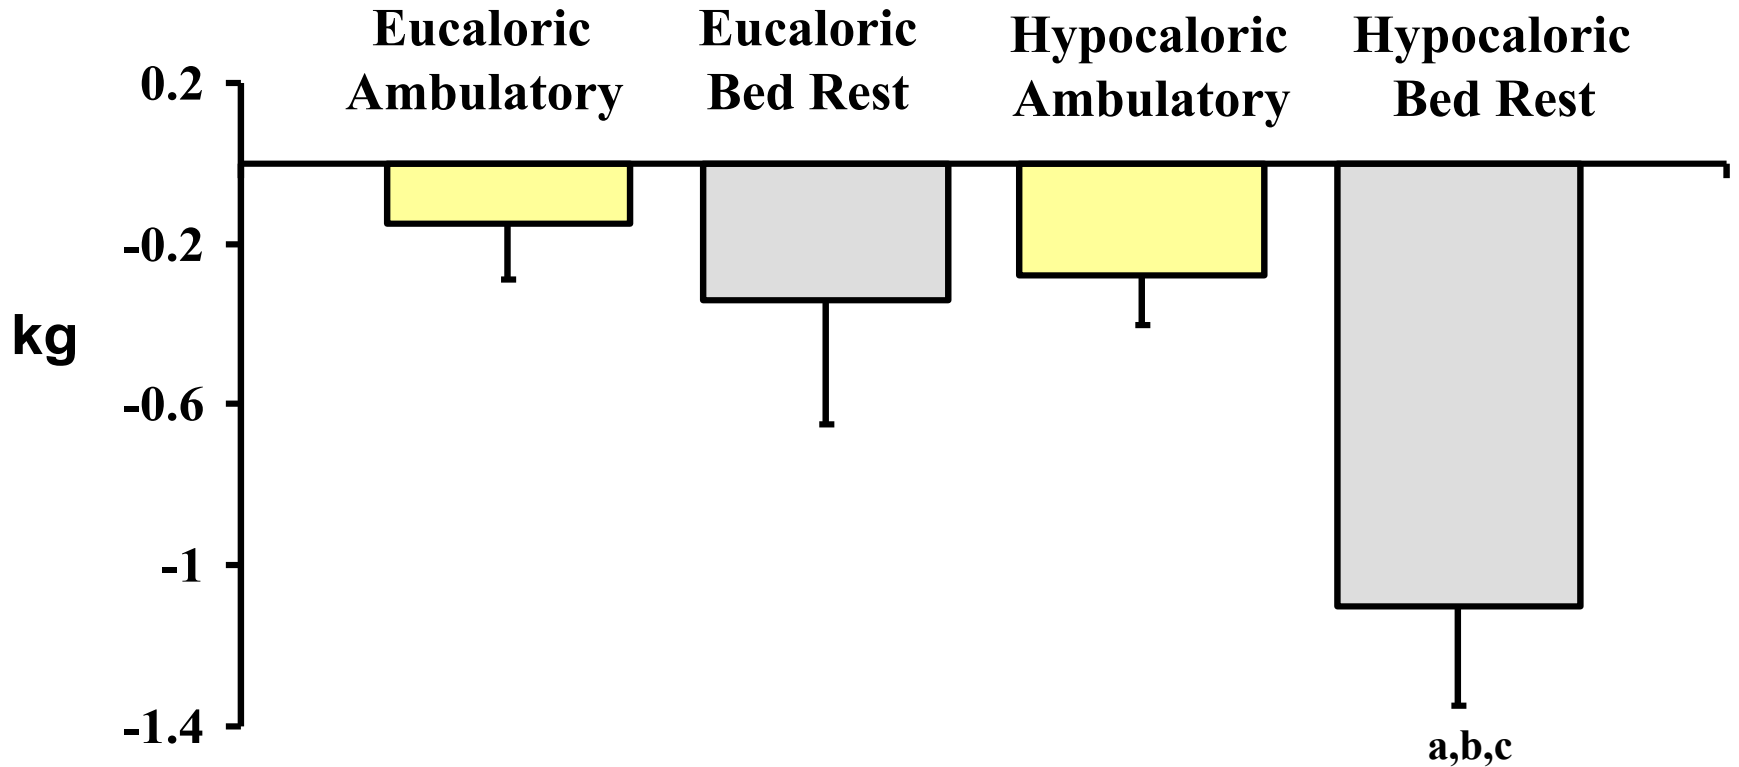 Eucaloric
Ambulatory
Eucaloric
Bed Rest
Hypocaloric
Ambulatory
Hypocaloric
Bed Rest
0.2
-0.2
kg
-0.6
-1
-1.4
a,b,c